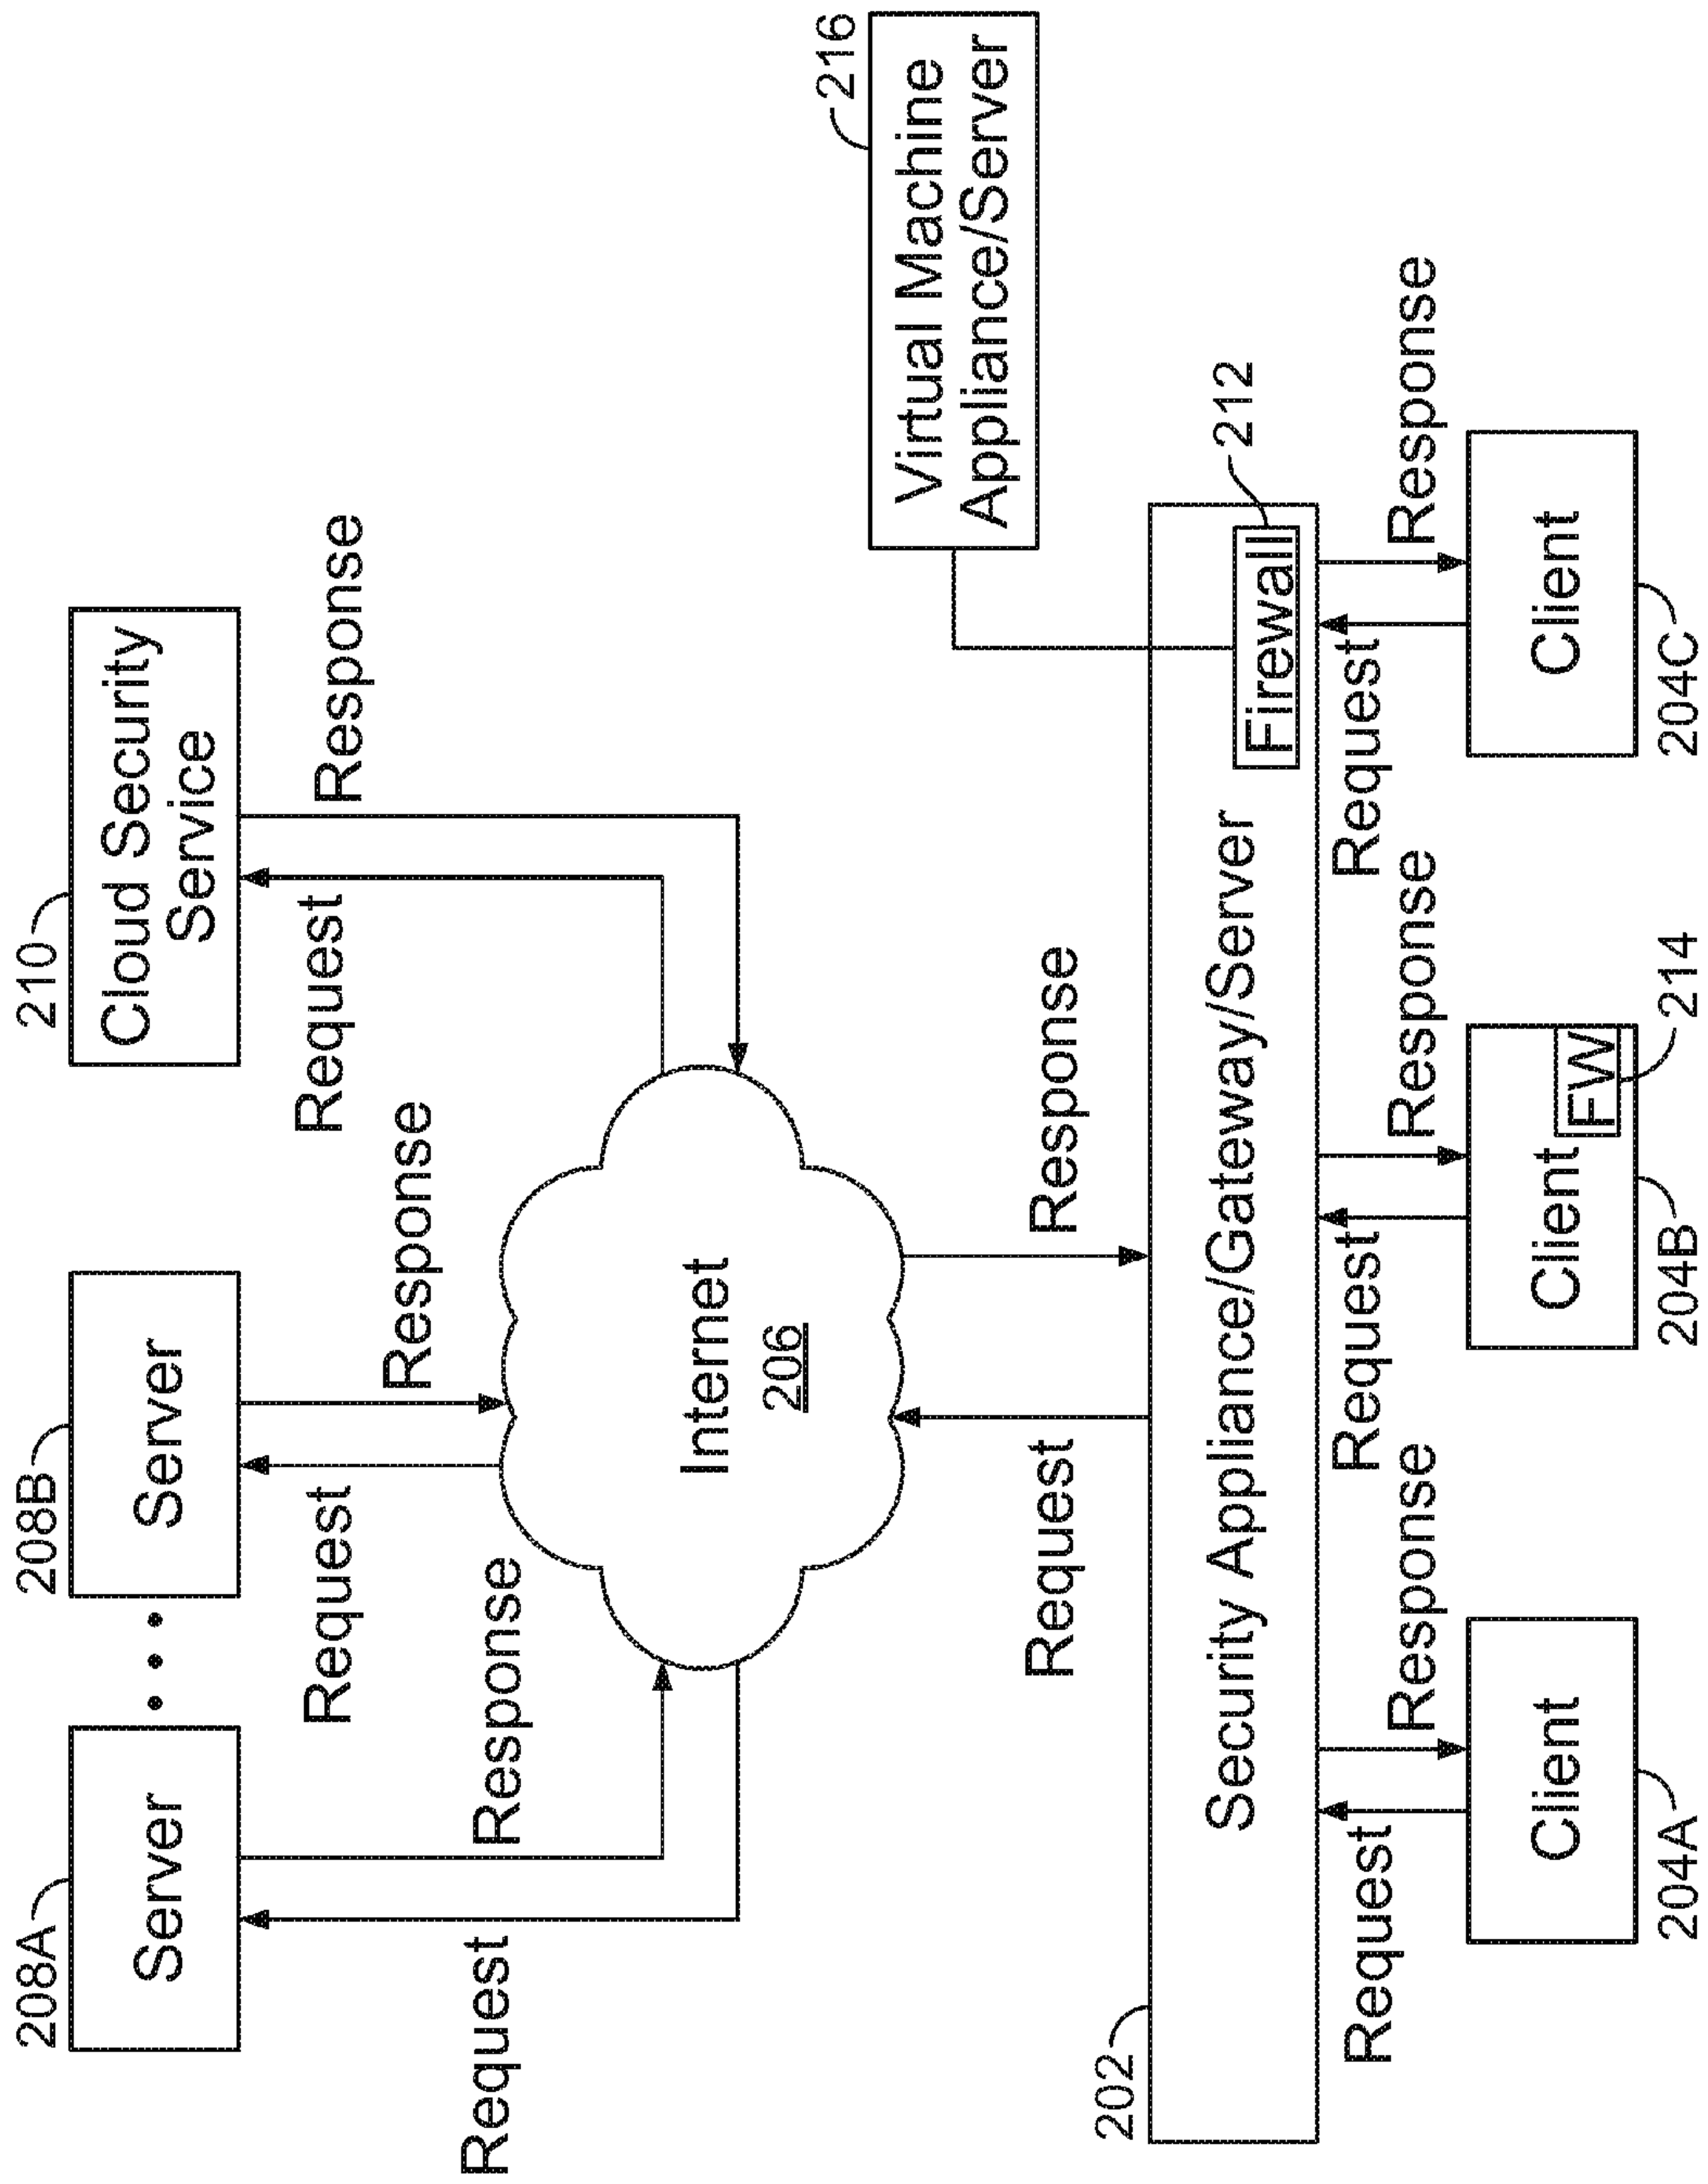 208A
208B
210
Server
Server
Cloud Security
Service
Request
Response
Request
Response
Request
Response
Internet
206
216
Virtual Machine
Appliance/Server
Request
Response
202
Security Appliance/Gateway/Server
Firewall
212
Request
Response
Request
Response
Request
Response
Client
Client
FW
Client
204A
204B
214
204C